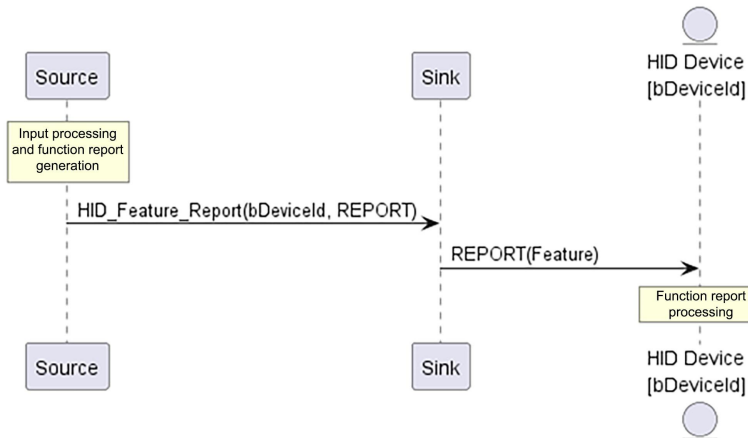 HID Device
[bDeviceId]
Source
Sink
Input processing
and function report
generation
HID_Feature_Report(bDeviceId, REPORT)
REPORT(Feature)
Function report
processing
Source
Sink
HID Device
[bDeviceId]